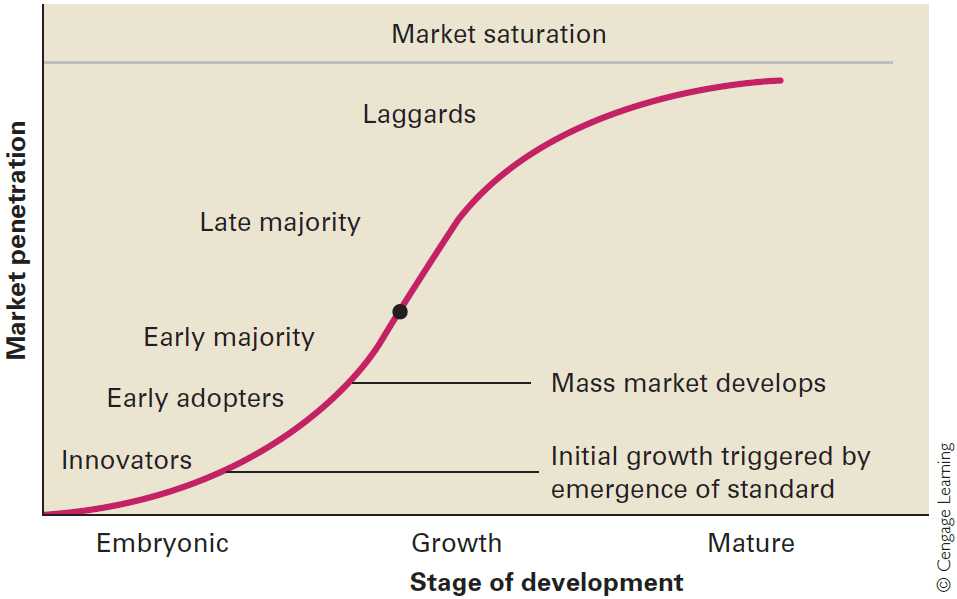 Market saturation
Laggards
Late majority
Early majority
Early adopters
Innovators
Mass market develops
Initial growth triggered by
emergence of standard
Market penetration
Embryonic
Growth
Mature
Stage of development
© Cengage Learning